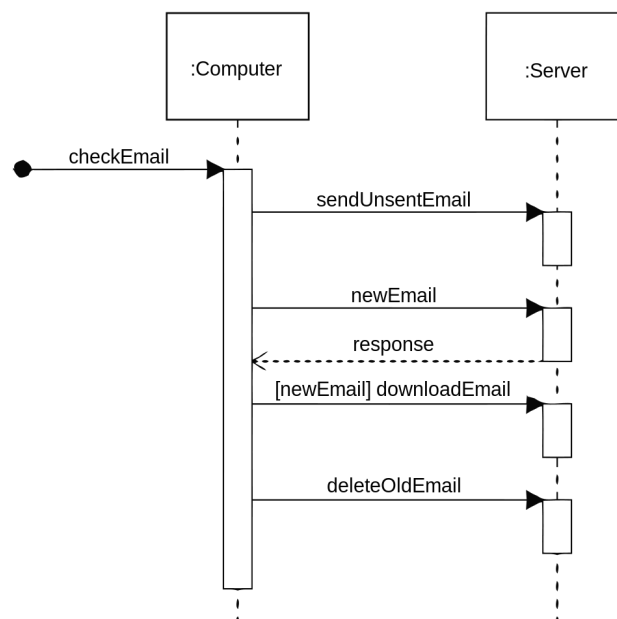 :Computer
:Server
checkEmail
sendUnsentEmail
newEmail
response
[newEmail] downloadEmail
deleteOldEmail